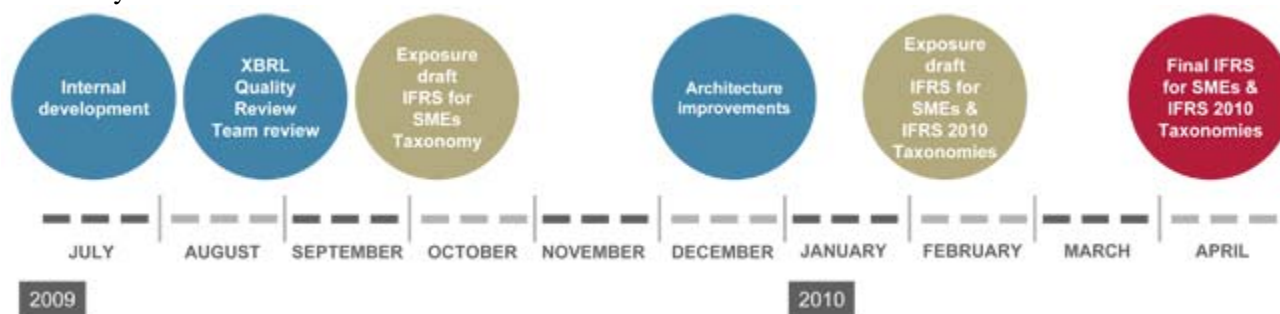 Internal
development
XBRL
Quality
Review
Team review
Exposure
draft
IFRS for
SMEs
Taxonomy
Architecture
improvements
Exposure
draft
IFRS for
SMEs &
IFRS 2010
Taxonomies
Final IFRS
for SMEs &
IFRS 2010
Taxonomies
JULY AUGUST SEPTEMBER OCTOBER NOVEMBER DECEMBER JANUARY FEBRUARY MARCH APRIL
2009 2010